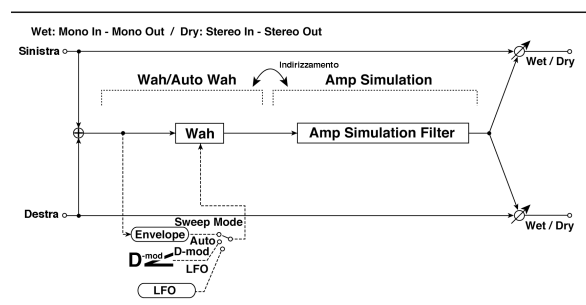 Wet: Mono In - Mono Out / Dry: Stereo In - Stereo Out
Sinistra
Wet / Dry
Indirizzamento
Wah/Auto Wah
Amp Simulation
Wah
Amp Simulation Filter
Destra
Wet / Dry
Sweep Mode
Envelope
Auto
D-mod
D-mod
LFO
LFO